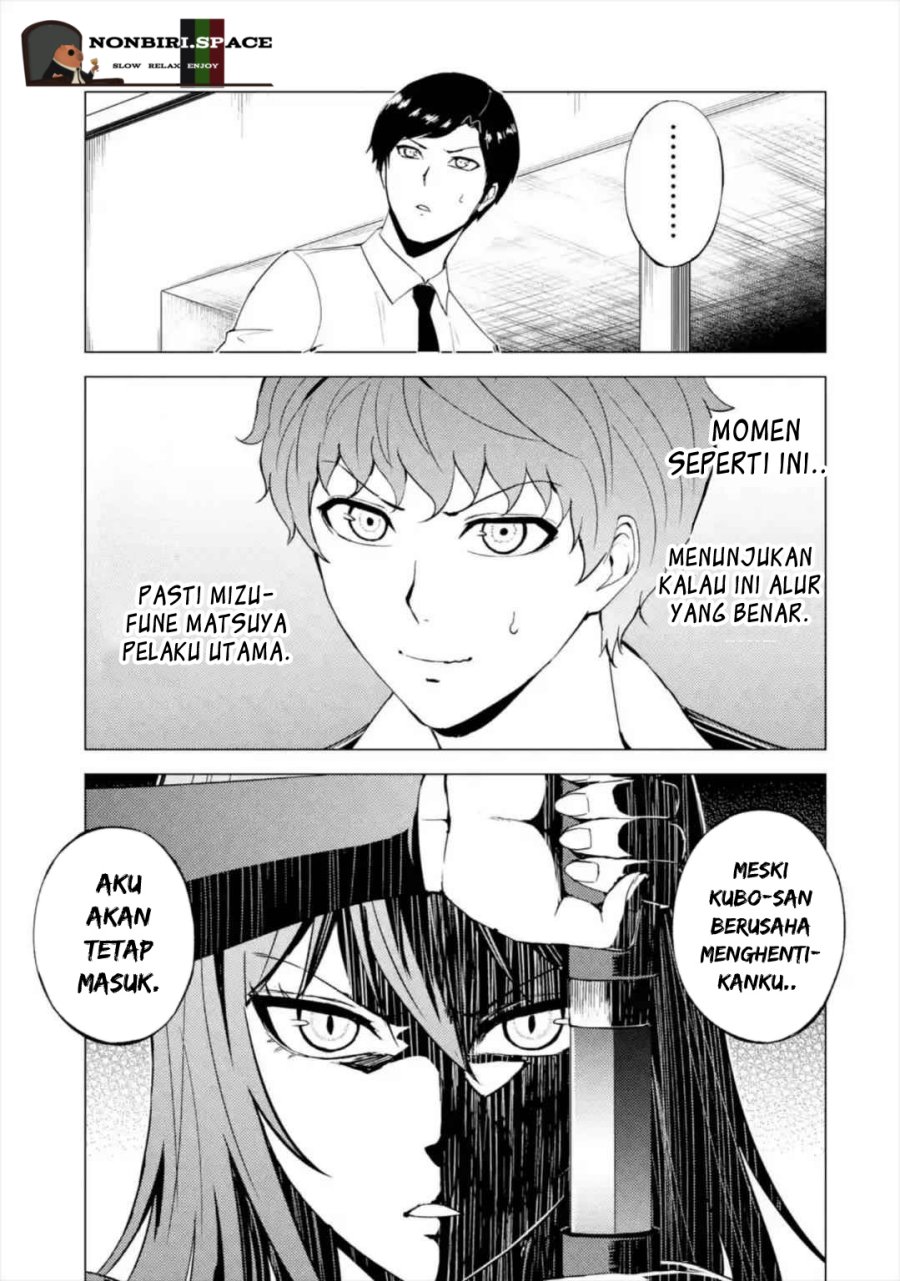 NONBIRI.SPACE
SLOW RELAX ENJOY
..........
MOMEN
SEPERTI INI..
MENUNJUKAN
KALAU INI ALUR
YANG BENAR.
PASTI MIZU-
FUNE MATSUYA
PELAKU UTAMA.
MESKI
KUBO-SAN
BERUSAHA
MENGHENTI-
KANKU..
AKU
AKAN
TETAP
MASUK.